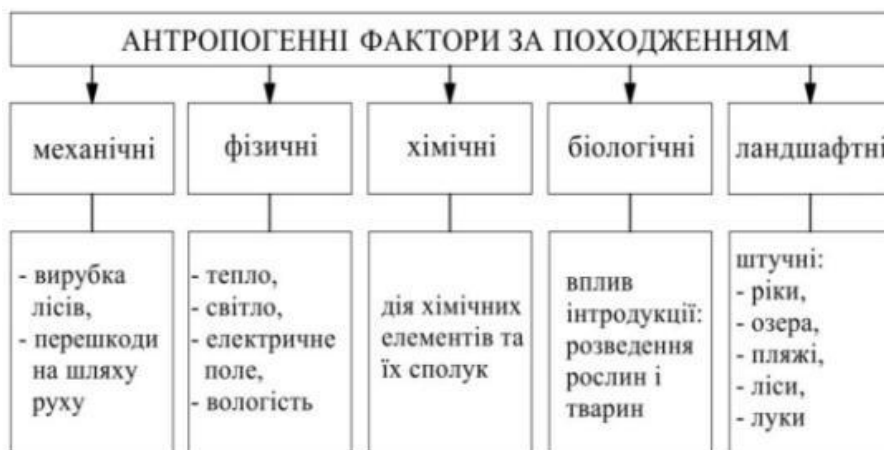 АНТРОПОГЕННІ ФАКТОРИ ЗА ПОХОДЖЕННЯМ
механічні
фізичні
хімічні
біологічні
ландшафтні
- вирубка
лісів,
- перешкоди
на шляху
руху
- тепло,
- світло,
- електричне
поле,
- вологість
дія хімічних
елементів та
їх сполук
вплив
інтродукції:
розведення
рослин і
тварин
штучні:
- ріки,
- озера,
- пляжі,
- ліси,
- луки